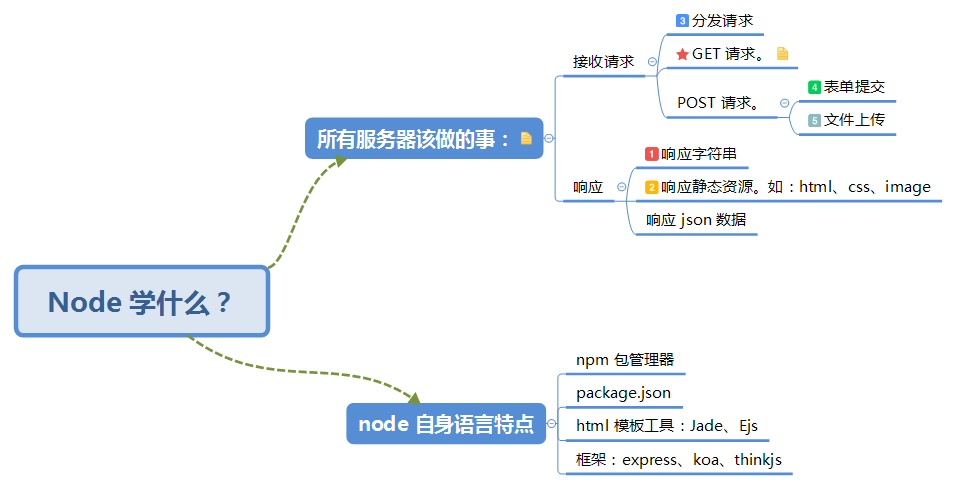 Node 学什么？
所有服务器该做的事：
接收请求
3 分发请求
GET 请求。
POST 请求。
4 表单提交
5 文件上传
响应
1 响应字符串
2 响应静态资源。如：html、css、image
响应 json 数据
node 自身语言特点
npm 包管理器
package.json
html 模板工具：Jade、Ejs
框架：express、koa、thinkjs